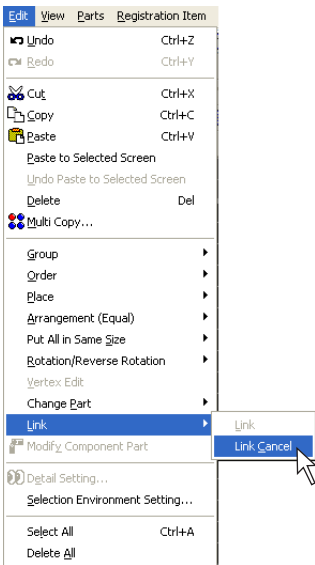 Edit View Parts Registration Item
Undo Ctrl+Z
Redo Ctrl+Y
Cut Ctrl+X
Copy Ctrl+C
Paste Ctrl+V
Paste to Selected Screen
Undo Paste to Selected Screen
Delete Del
Multi Copy...
Group
Order
Place
Arrangement (Equal)
Put All in Same Size
Rotation/Reverse Rotation
Vertex Edit
Change Part
Link Link
Modify Component Part Link Cancel
Detail Setting...
Selection Environment Setting...
Select All Ctrl+A
Delete All